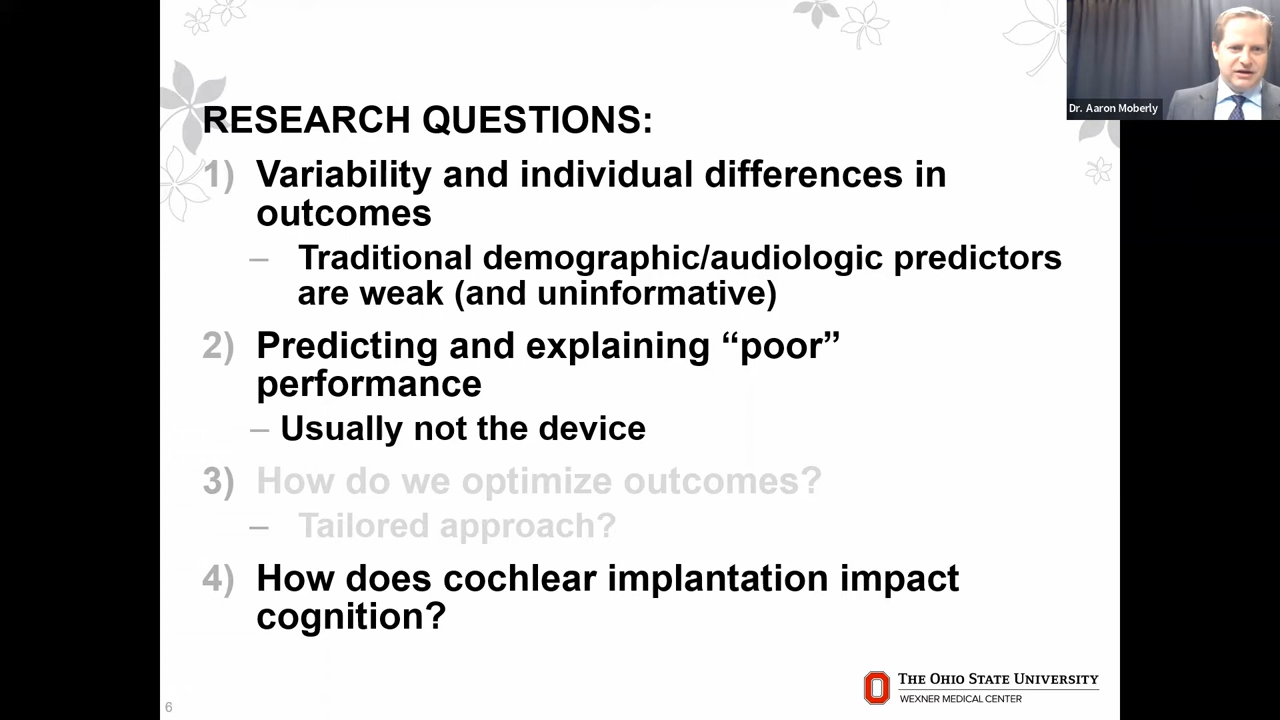 Dr. Aaron Moberly
RESEARCH QUESTIONS:
1) Variability and individual differences in
outcomes
– Traditional demographic/audiologic predictors
are weak (and uninformative)
2) Predicting and explaining “poor”
performance
– Usually not the device
3) How do we optimize outcomes?
– Tailored approach?
4) How does cochlear implantation impact
cognition?
THE OHIO STATE UNIVERSITY
WEXNER MEDICAL CENTER
6